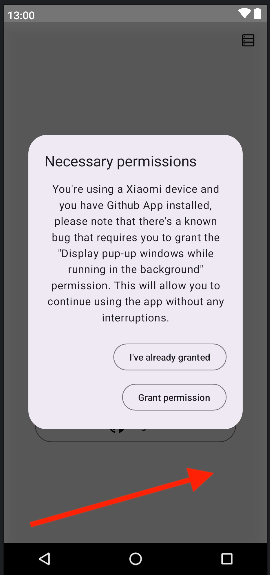 13:00
Necessary permissions
You're using a Xiaomi device and
you have Github App installed,
please note that there's a known
bug that requires you to grant the
"Display pup-up windows while
running in the background"
permission. This will allow you to
continue using the app without any
interruptions.
I've already granted
Grant permission